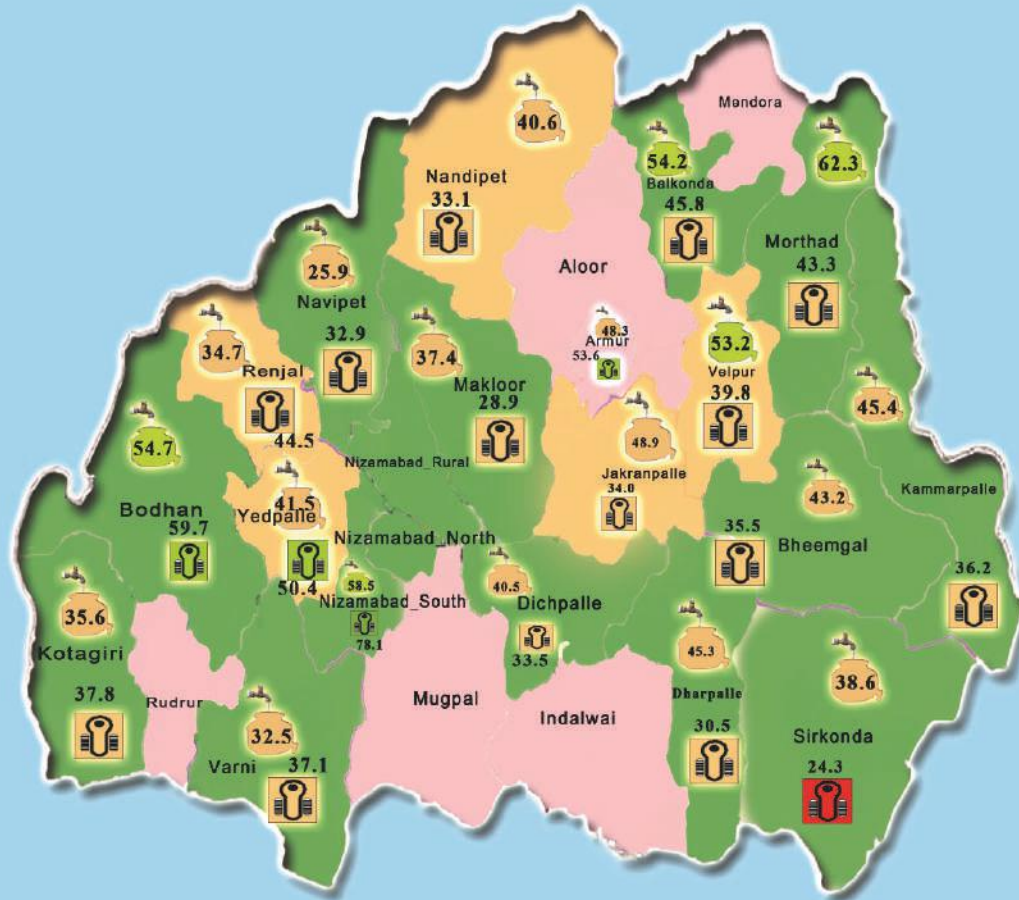 40.6
Mendora
54.2
62.3
Nandipet
33.1
Balkonda
45.8
Morthad
43.3
25.9
Navipet
32.9
Aloor
48.3
Armur
53.6
53.2
Velpur
39.8
34.7
Renjal
44.5
37.4
Makloor
28.9
45.4
54.7
Nizamabad_Rural
48.9
Jakranpalle
34.0
43.2
Kammarpalle
Bodhan
59.7
41.5
Yedpalle
50.4
Nizamabad_North
35.5
Bheemgal
36.2
58.5
Nizamabad_South
78.1
40.5
Dichpalle
33.5
35.6
Kotagiri
37.8
Rudrur
45.3
Dharpalle
30.5
38.6
Sirkonda
24.3
Mugpal
Indalwai
32.5
Varni
37.1